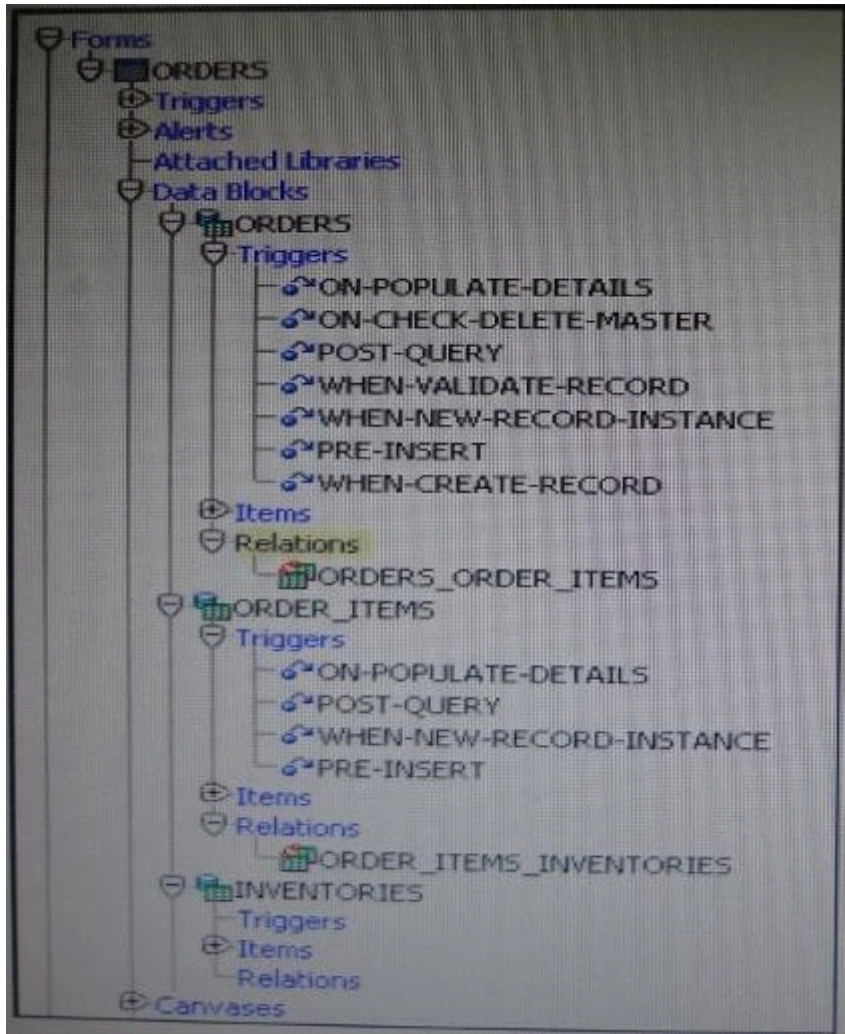 Forms
ORDERS
Triggers
Alerts
Attached Libraries
Data Blocks
ORDERS
Triggers
ON-POPULATE-DETAILS
ON-CHECK-DELETE-MASTER
POST-QUERY
WHEN-VALIDATE-RECORD
WHEN-NEW-RECORD-INSTANCE
PRE-INSERT
WHEN-CREATE-RECORD
Items
Relations
ORDERS_ORDER_ITEMS
ORDER_ITEMS
Triggers
ON-POPULATE-DETAILS
POST-QUERY
WHEN-NEW-RECORD-INSTANCE
PRE-INSERT
Items
Relations
ORDER_ITEMS_INVENTORIES
INVENTORIES
Triggers
Items
Relations
Canvases